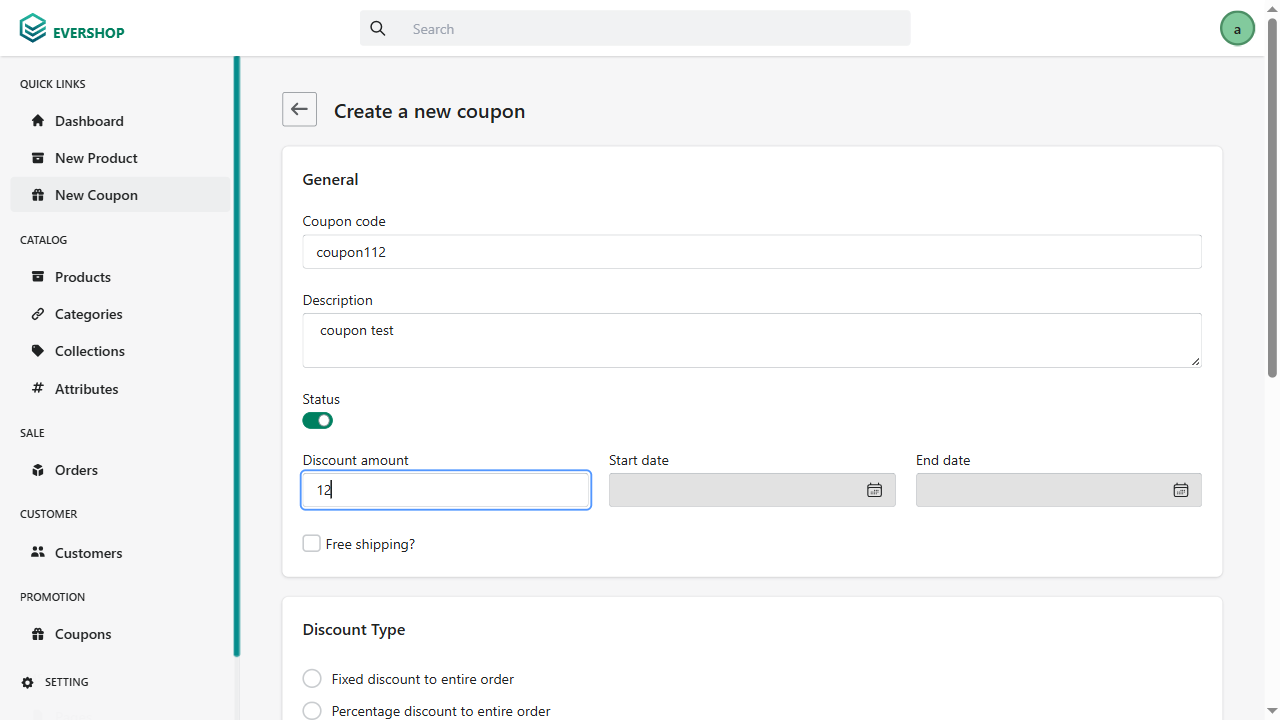 EVERSHOP
Search
a
QUICK LINKS
Dashboard
New Product
New Coupon
CATALOG
Products
Categories
Collections
Attributes
SALE
Orders
CUSTOMER
Customers
PROMOTION
Coupons
SETTING
Create a new coupon
General
Coupon code
coupon112
Description
coupon test
Status
Discount amount
Start date
End date
12
Free shipping?
Discount Type
Fixed discount to entire order
Percentage discount to entire order